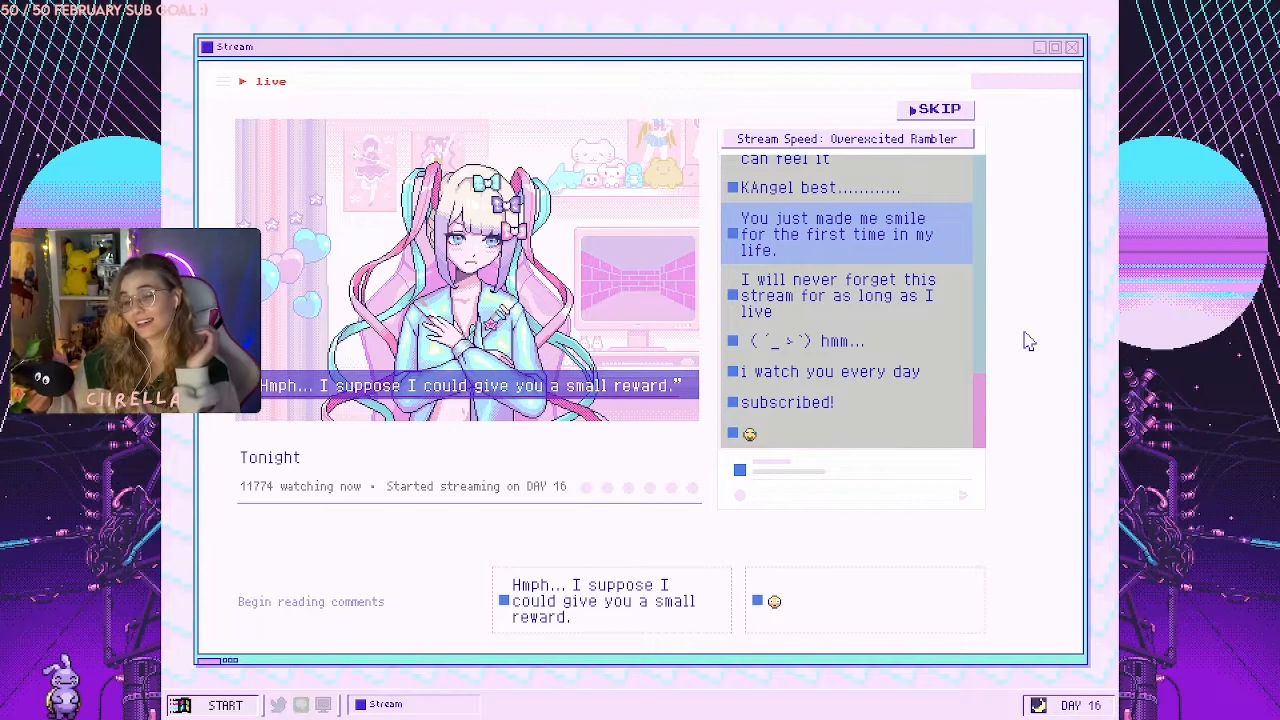 50 / 50 FEBRUARY SUB GOAL :)
Stream
live
SKIP
Stream Speed: Overexcited Rambler
can feel it
KAngel best............
You just made me smile
for the first time in my
life.
I will never forget this
stream for as long as I
live
( ´_ゝ`) hmm...
i watch you every day
subscribed!
Hmph... I suppose I could give you a small reward.”
CIIRELLA
Tonight
11774 watching now • Started streaming on DAY 16
Begin reading comments
Hmph... I suppose I
could give you a small
reward.
START
Stream
DAY 16